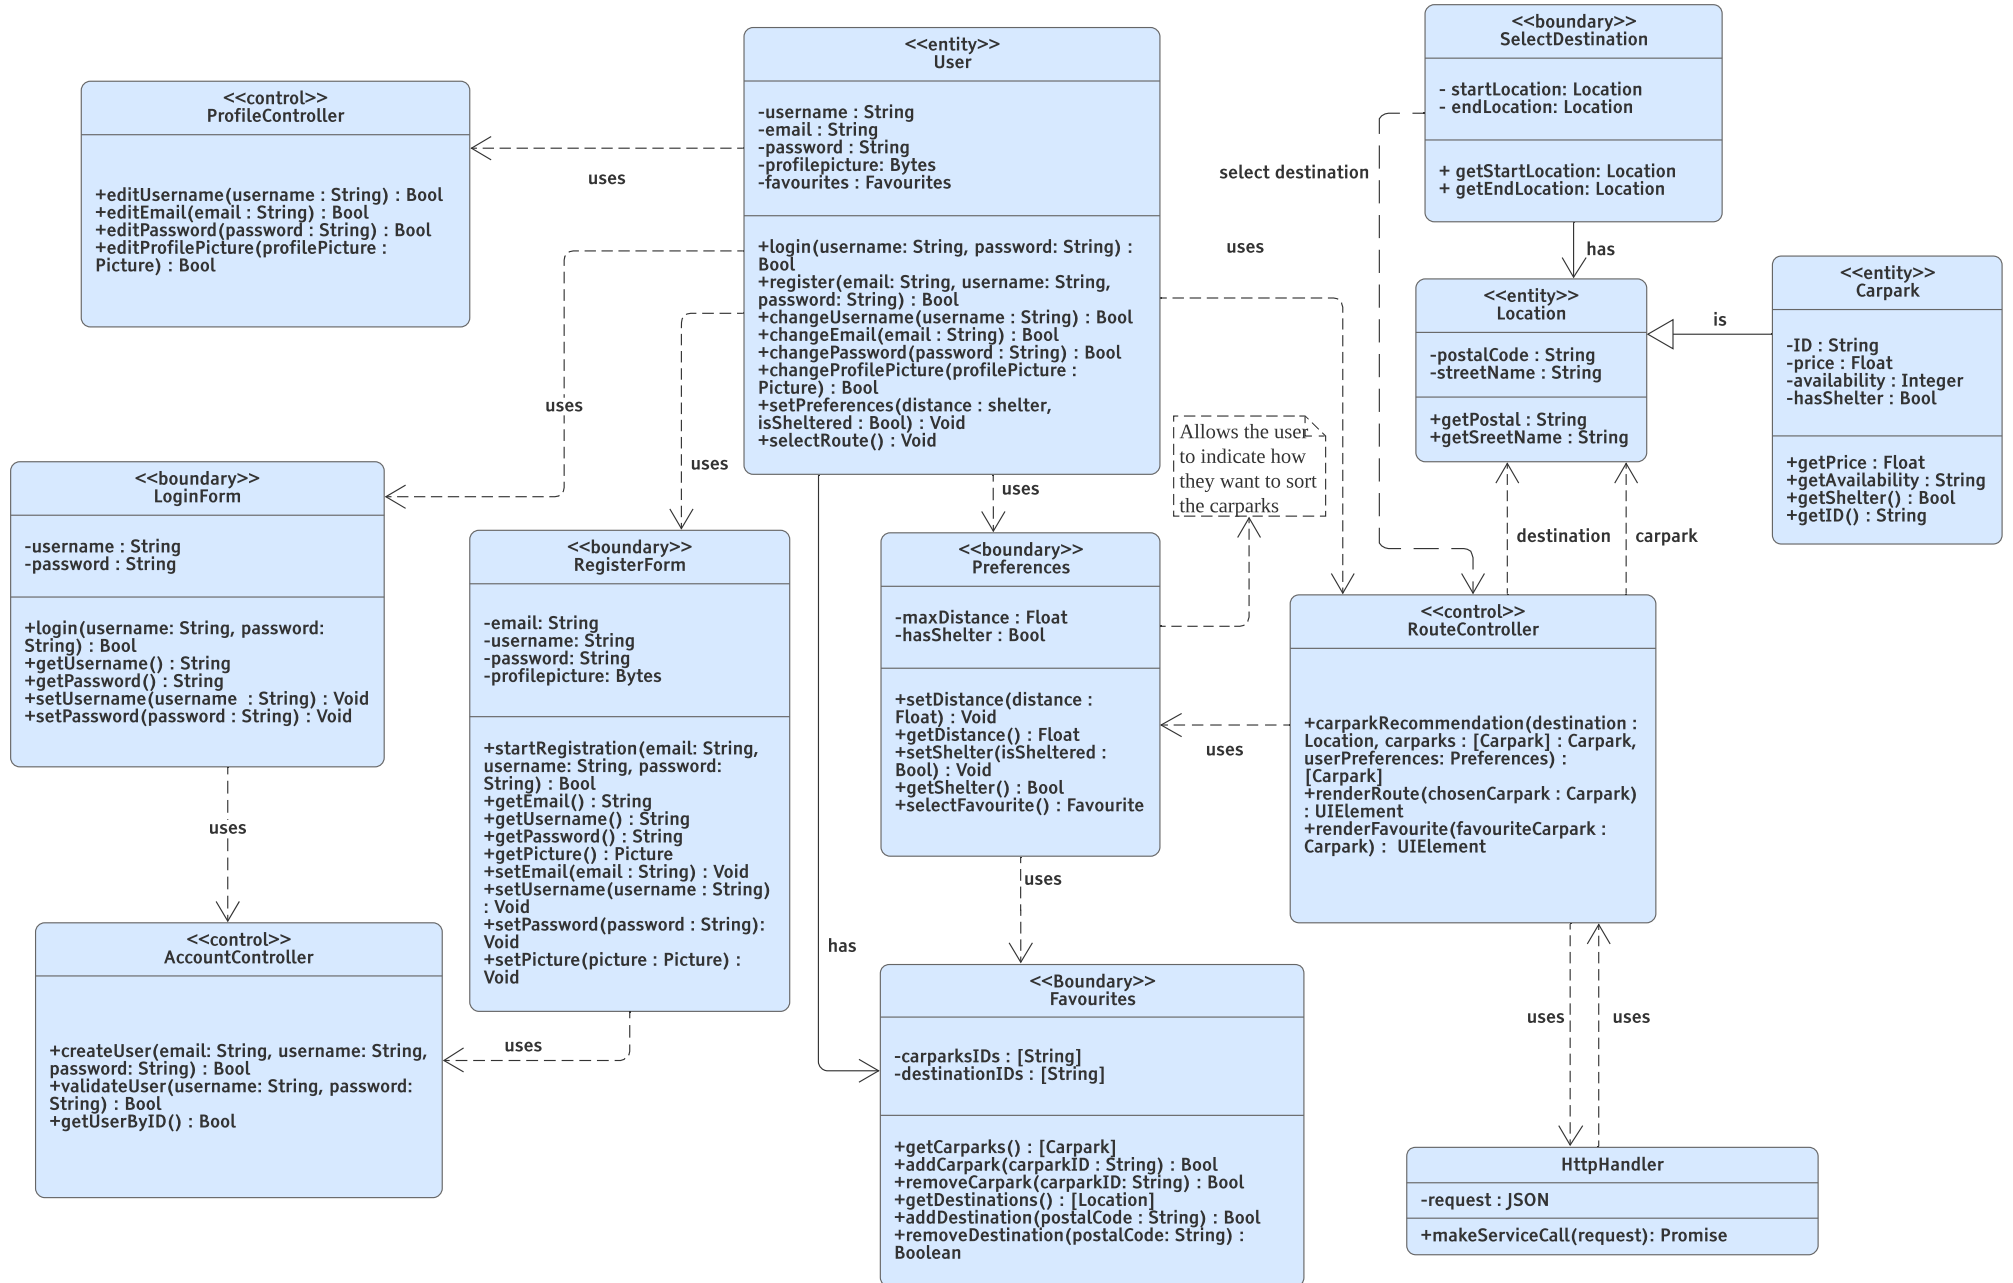 <<control>>
ProfileController
+editUsername(username : String) : Bool
+editEmail(email : String) : Bool
+editPassword(password : String) : Bool
+editProfilePicture(profilePicture :
Picture) : Bool
uses
<<entity>>
User
-username : String
-email : String
-password : String
-profilepicture: Bytes
-favourites : Favourites
+login(username: String, password: String) :
Bool
+register(email: String, username: String,
password: String) : Bool
+changeUsername(username : String) : Bool
+changeEmail(email : String) : Bool
+changePassword(password : String) : Bool
+changeProfilePicture(profilePicture :
Picture) : Bool
+setPreferences(distance : shelter,
isSheltered : Bool) : Void
+selectRoute() : Void
uses
select destination
<<boundary>>
SelectDestination
- startLocation: Location
- endLocation: Location
+ getStartLocation: Location
+ getEndLocation: Location
has
<<entity>>
Location
-postalCode : String
-streetName : String
+getPostal : String
+getSreetName : String
is
<<entity>>
Carpark
-ID : String
-price : Float
-availability : Integer
-hasShelter : Bool
+getPrice : Float
+getAvailability : String
+getShelter() : Bool
+getID() : String
destination
carpark
uses
uses
uses
Allows the user
to indicate how
they want to sort
the carparks
<<boundary>>
LoginForm
-username : String
-password : String
+login(username: String, password:
String) : Bool
+getUsername() : String
+getPassword() : String
+setUsername(username  : String) : Void
+setPassword(password : String) : Void
uses
<<boundary>>
RegisterForm
-email: String
-username: String
-password: String
-profilepicture: Bytes
+startRegistration(email: String,
username: String, password:
String) : Bool
+getEmail() : String
+getUsername() : String
+getPassword() : String
+getPicture() : Picture
+setEmail(email : String) : Void
+setUsername(username : String)
: Void
+setPassword(password : String):
Void
+setPicture(picture : Picture) :
Void
uses
<<boundary>>
Preferences
-maxDistance : Float
-hasShelter : Bool
+setDistance(distance :
Float) : Void
+getDistance() : Float
+setShelter(isSheltered :
Bool) : Void
+getShelter() : Bool
+selectFavourite() : Favourite
uses
uses
<<control>>
RouteController
+carparkRecommendation(destination :
Location, carparks : [Carpark] : Carpark,
userPreferences: Preferences) :
[Carpark]
+renderRoute(chosenCarpark : Carpark)
: UIElement
+renderFavourite(favouriteCarpark :
Carpark) :  UIElement
<<control>>
AccountController
+createUser(email: String, username: String,
password: String) : Bool
+validateUser(username: String, password:
String) : Bool
+getUserByID() : Bool
has
<<Boundary>>
Favourites
-carparksIDs : [String]
-destinationIDs : [String]
+getCarparks() : [Carpark]
+addCarpark(carparkID : String) : Bool
+removeCarpark(carparkID: String) : Bool
+getDestinations() : [Location]
+addDestination(postalCode : String) : Bool
+removeDestination(postalCode: String) :
Boolean
uses
uses
HttpHandler
-request : JSON
+makeServiceCall(request): Promise